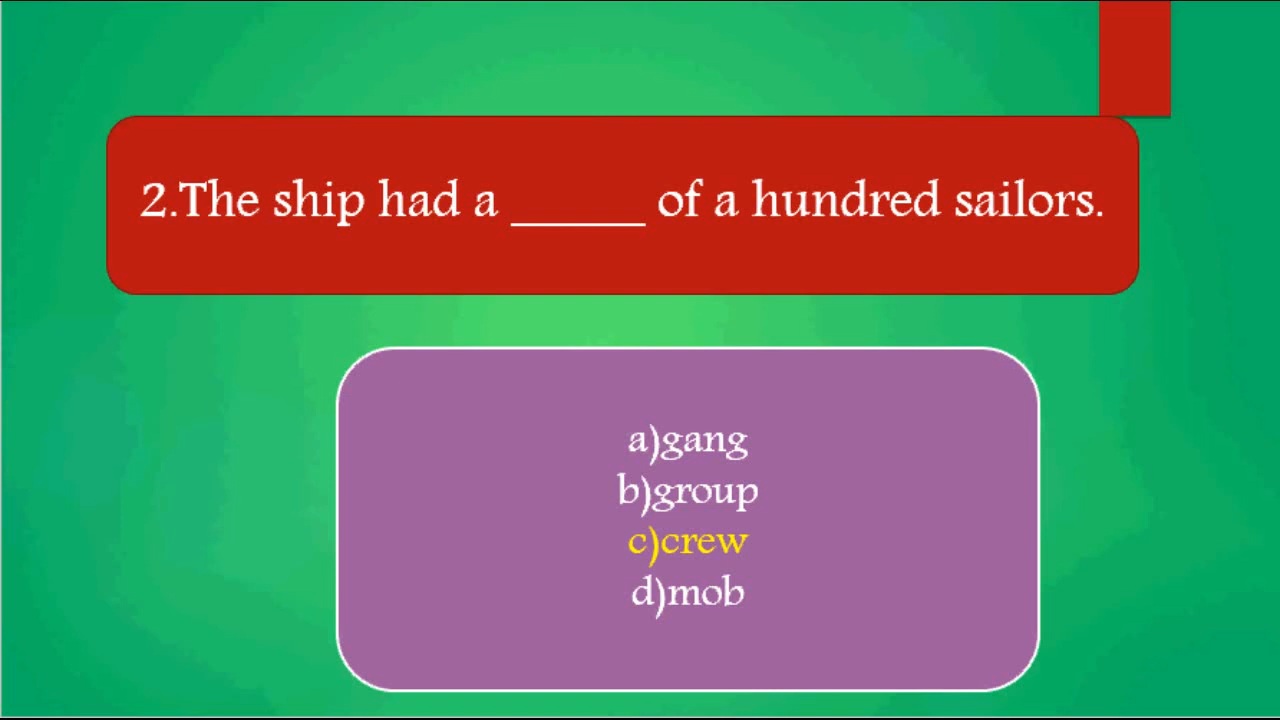 2.The ship had a ______ of a hundred sailors.
a)gang
b)group
c)crew
d)mob